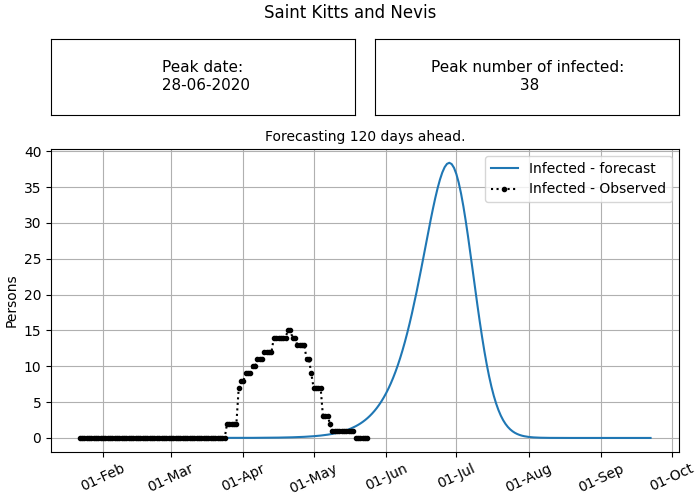 Saint Kitts and Nevis
Peak date:
28-06-2020
Peak number of infected:
38
Forecasting 120 days ahead.
Infected - forecast
Infected - Observed
Persons
40
35
30
25
20
15
10
5
0
01-Feb
01-Mar
01-Apr
01-May
01-Jun
01-Jul
01-Aug
01-Sep
01-Oct